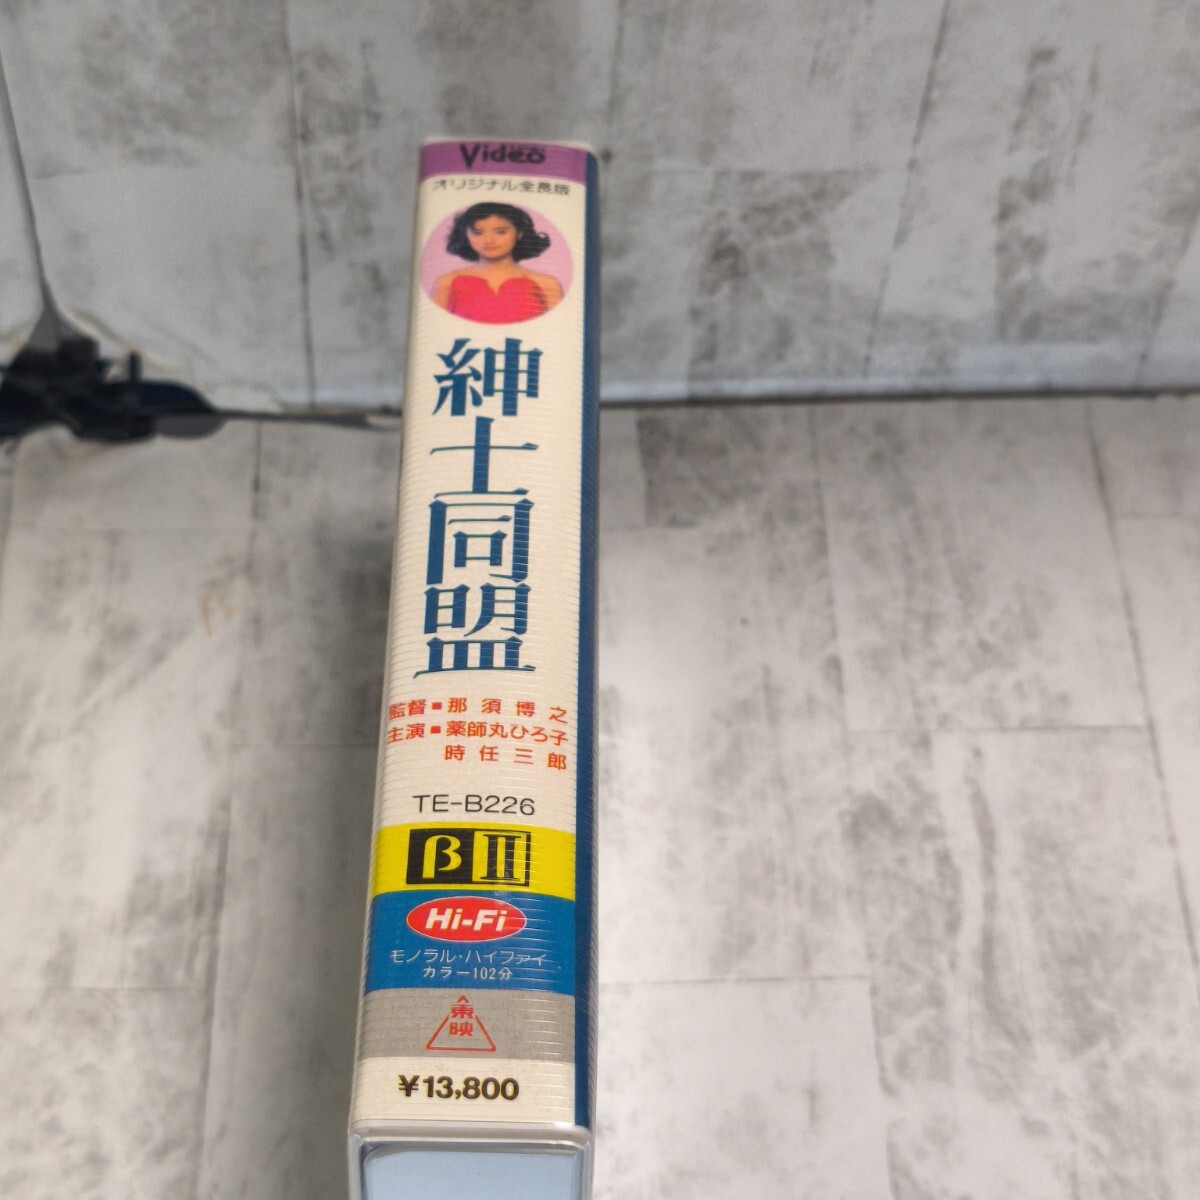 Video
オリジナル全長版
紳士同盟
監督■那須博之
主演■薬師丸ひろ子
時任三郎
TE-B226
β II
Hi-Fi
モノラル・ハイファイ
カラー102分
東映
¥13,800